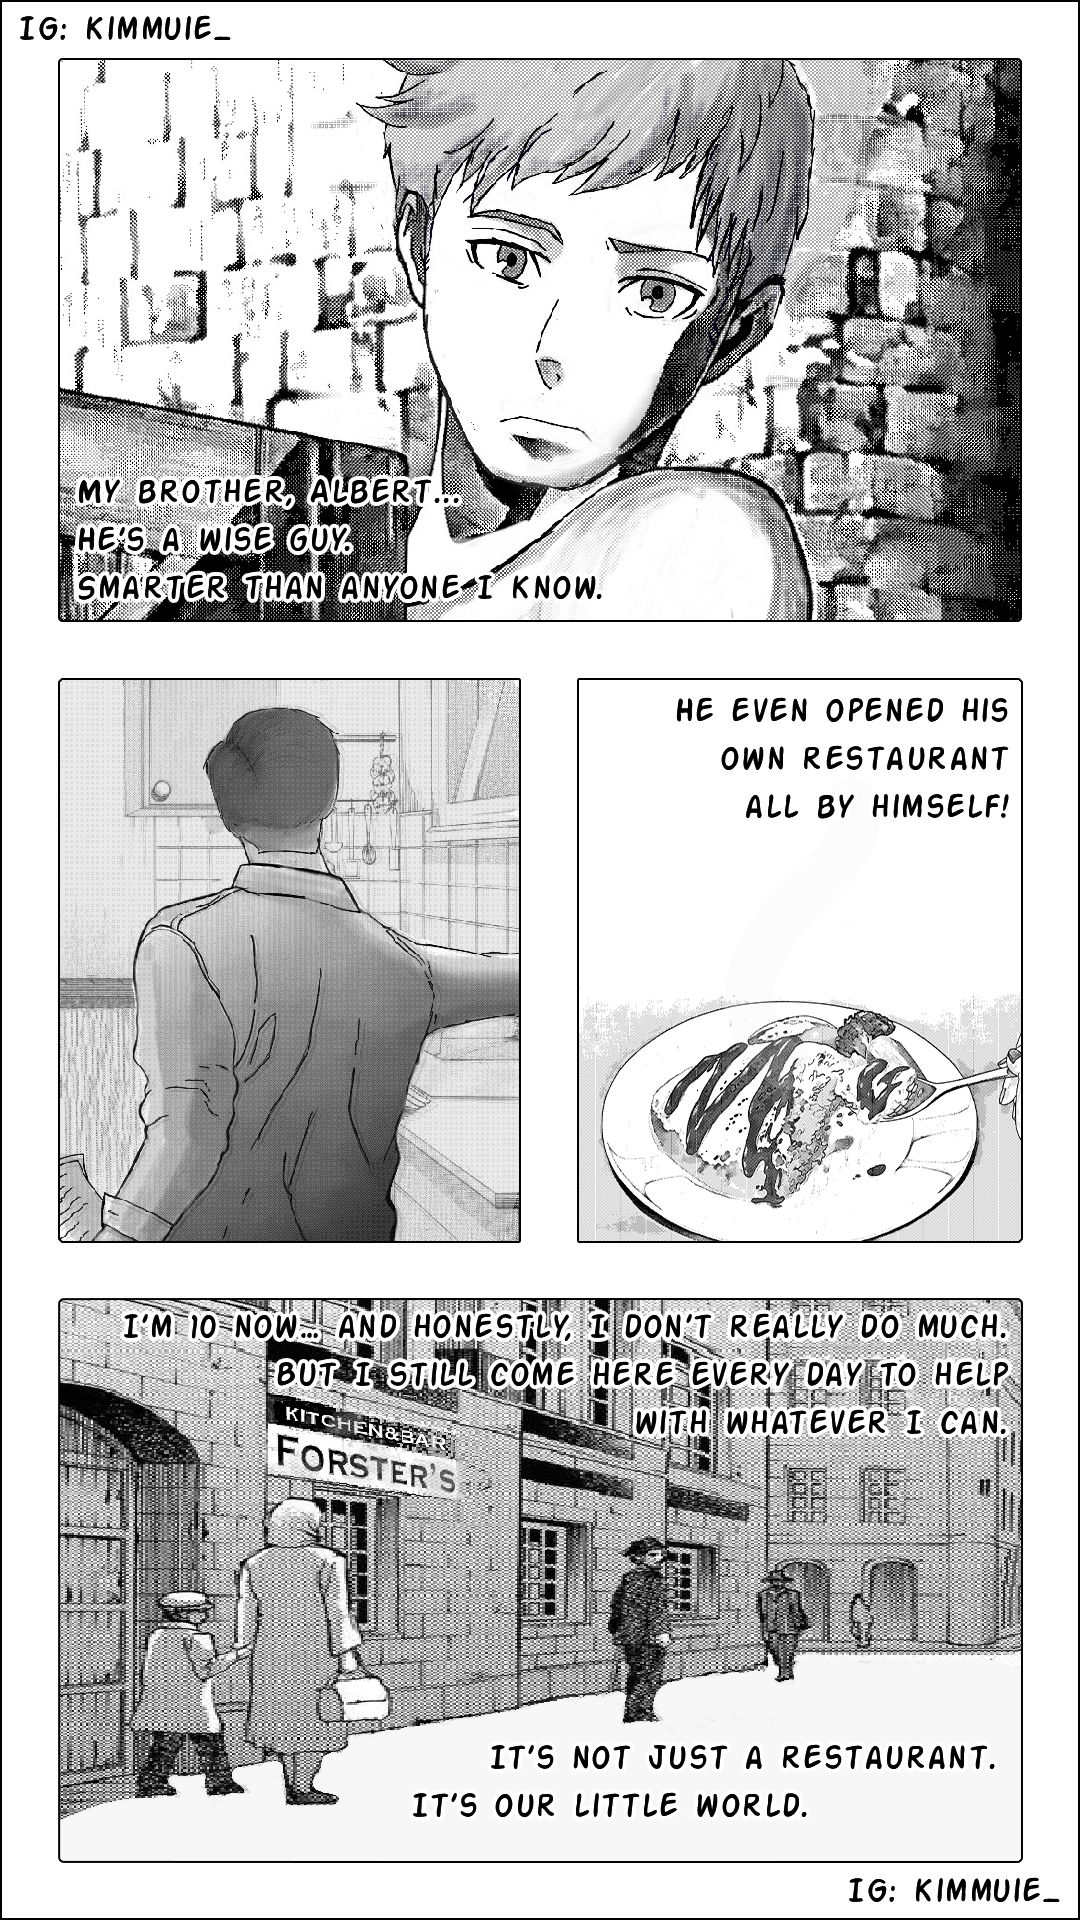 IG: KIMMUIE_
MY BROTHER, ALBERT...
HE'S A WISE GUY.
SMARTER THAN ANYONE I KNOW.
HE EVEN OPENED HIS
OWN RESTAURANT
ALL BY HIMSELF!
I'M 10 NOW... AND HONESTLY, I DON'T REALLY DO MUCH.
BUT I STILL COME HERE EVERY DAY TO HELP
WITH WHATEVER I CAN.
KITCHEN&BAR
FORSTER'S
IT'S NOT JUST A RESTAURANT.
IT'S OUR LITTLE WORLD.
IG: KIMMUIE_